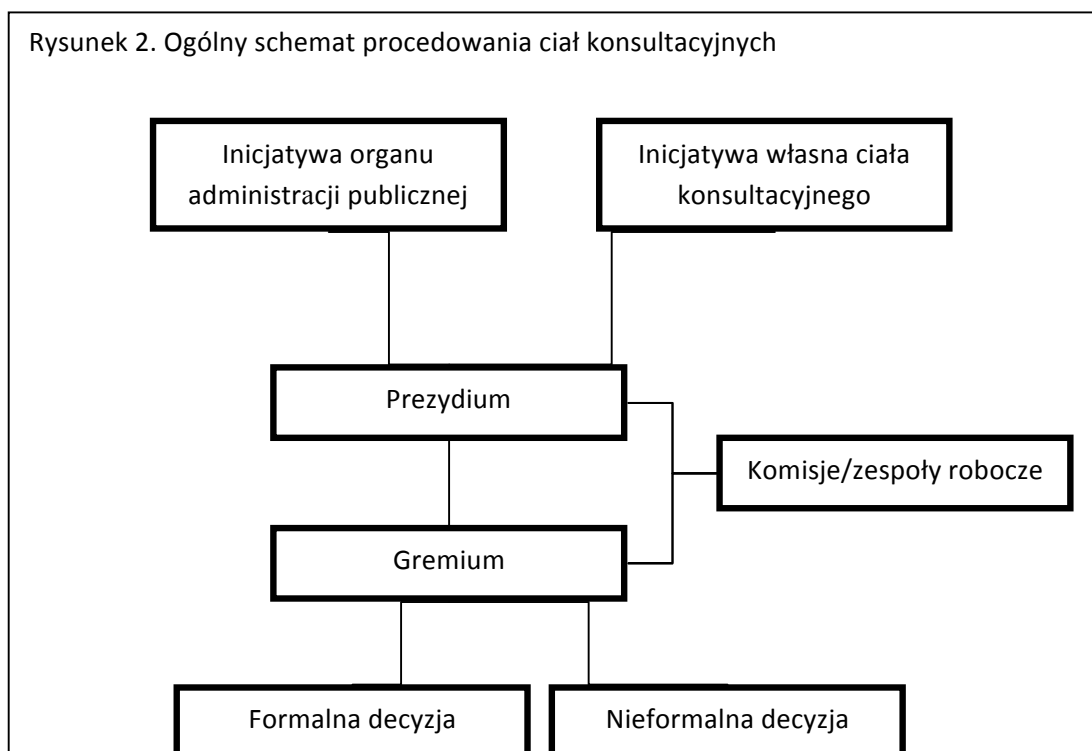 Rysunek 2. Ogólny schemat procedowania ciał konsultacyjnych
Inicjatywa organu
administracji publicznej
Inicjatywa własna ciała
konsultacyjnego
Prezydium
Komisje/zespoły robocze
Gremium
Formalna decyzja
Nieformalna decyzja